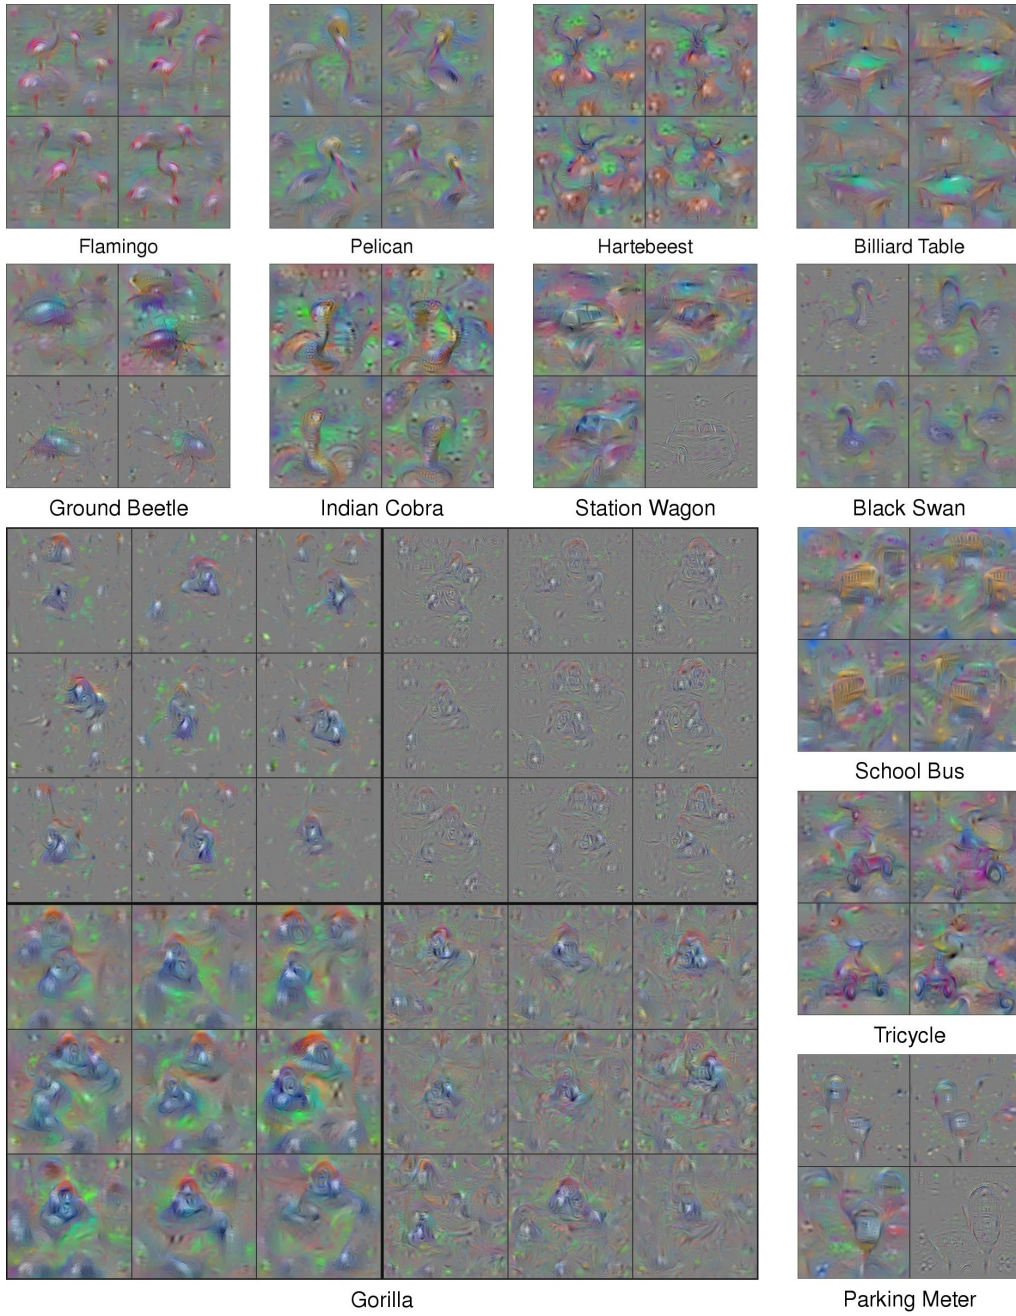 Flamingo
Pelican
Hartebeest
Billiard Table
Ground Beetle
Indian Cobra
Station Wagon
Black Swan
School Bus
Tricycle
Gorilla
Parking Meter